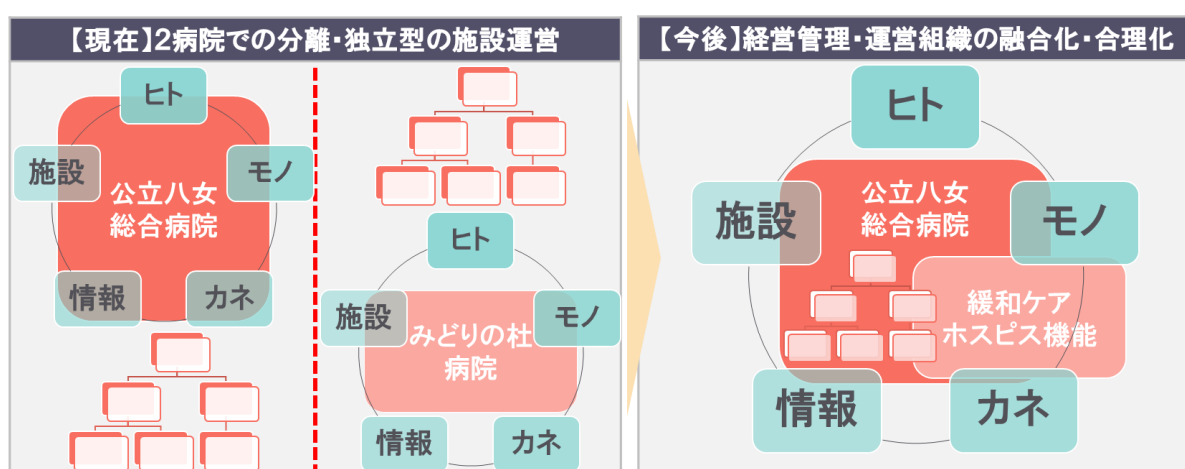 【現在】2病院での分離・独立型の施設運営
ヒト
施設
モノ
公立八女
総合病院
情報
カネ
ヒト
施設
モノ
みどりの杜
病院
情報
カネ
【今後】経営管理・運営組織の融合化・合理化
ヒト
施設
公立八女
総合病院
モノ
緩和ケア
ホスピス機能
情報
カネ